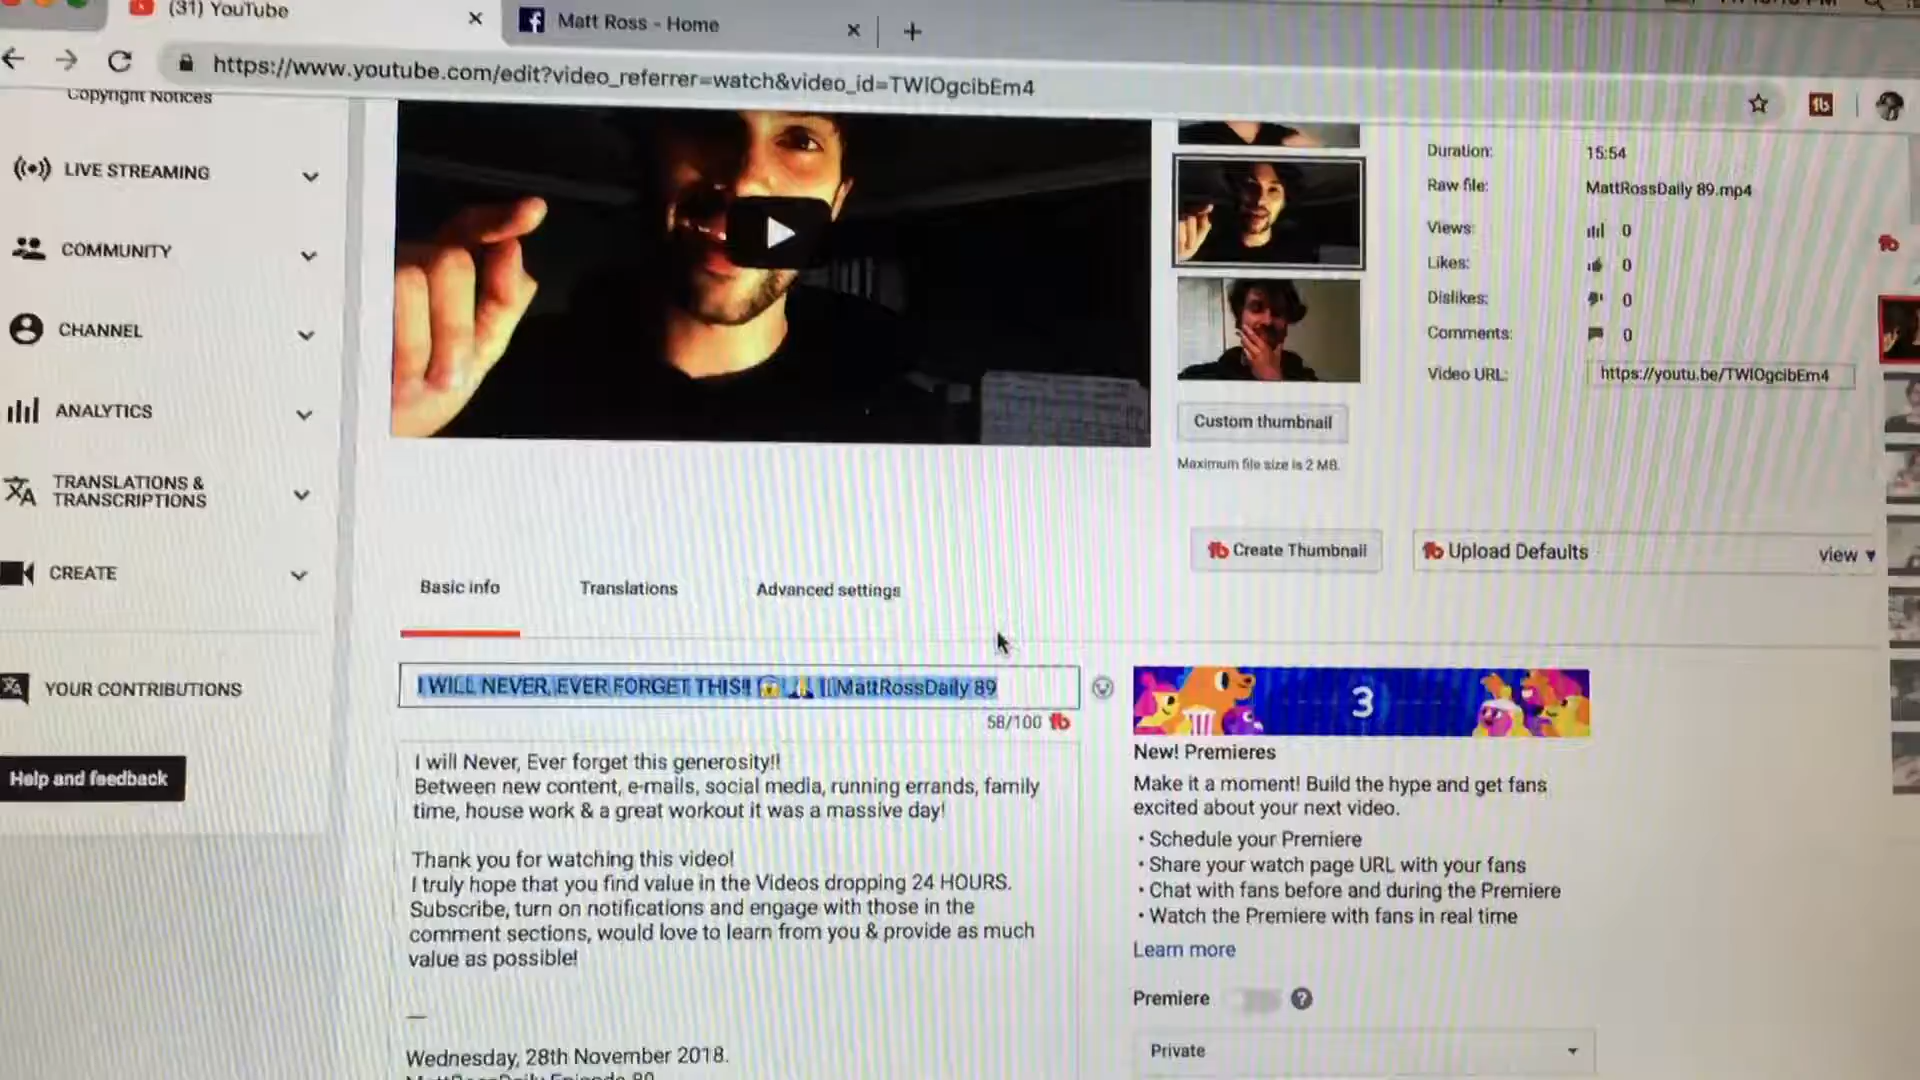 (31) YouTube
Matt Ross - Home
https://www.youtube.com/edit?video_referrer=watch&video_id=TWlOgcibEm4
Copyright Notices
LIVE STREAMING
COMMUNITY
CHANNEL
ANALYTICS
TRANSLATIONS &
TRANSCRIPTIONS
CREATE
YOUR CONTRIBUTIONS
Help and feedback
Duration: 15:54
Raw file: MattRossDaily 89.mp4
Views: 0
Likes: 0
Dislikes: 0
Comments: 0
Video URL: https://youtu.be/TWlOgcibEm4
Custom thumbnail
Maximum file size is 2 MB.
Create Thumbnail
Upload Defaults
view
Basic info
Translations
Advanced settings
I WILL NEVER, EVER FORGET THIS!! 😱 🙏 || MattRossDaily 89
58/100
I will Never, Ever forget this generosity!!
Between new content, e-mails, social media, running errands, family
time, house work & a great workout it was a massive day!
Thank you for watching this video!
I truly hope that you find value in the Videos dropping 24 HOURS.
Subscribe, turn on notifications and engage with those in the
comment sections, would love to learn from you & provide as much
value as possible!
—
Wednesday, 28th November 2018.
MattRossDaily Episode 89
3
New! Premieres
Make it a moment! Build the hype and get fans
excited about your next video.
• Schedule your Premiere
• Share your watch page URL with your fans
• Chat with fans before and during the Premiere
• Watch the Premiere with fans in real time
Learn more
Premiere
Private